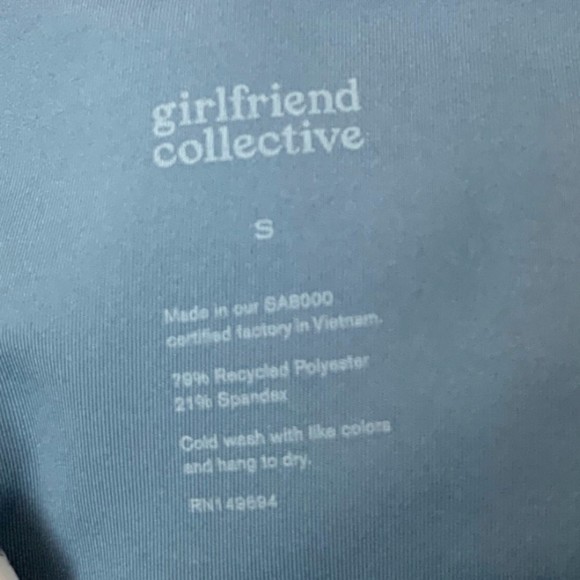 girlfriend
collective
S
Made in our SA8000
certified factory in Vietnam.
79% Recycled Polyester
21% Spandex
Cold wash with like colors
and hang to dry.
RN149694